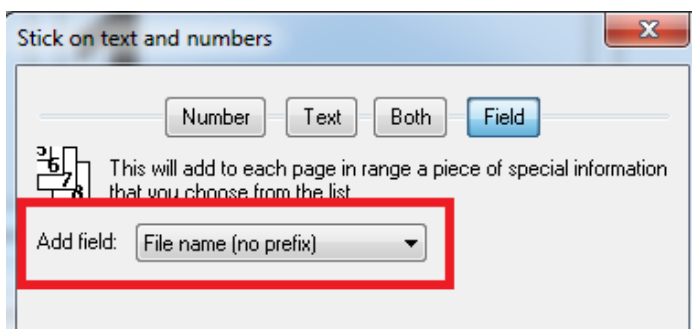 Stick on text and numbers
Number Text Both Field
This will add to each page in range a piece of special information
that you choose from the list
Add field: File name (no prefix)